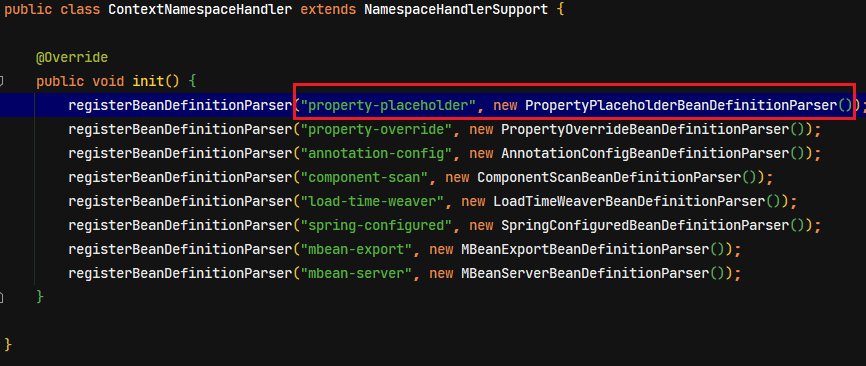 public class ContextNamespaceHandler extends NamespaceHandlerSupport {
@Override
public void init() {
registerBeanDefinitionParser("property-placeholder", new PropertyPlaceholderBeanDefinitionParser());
registerBeanDefinitionParser("property-override", new PropertyOverrideBeanDefinitionParser());
registerBeanDefinitionParser("annotation-config", new AnnotationConfigBeanDefinitionParser());
registerBeanDefinitionParser("component-scan", new ComponentScanBeanDefinitionParser());
registerBeanDefinitionParser("load-time-weaver", new LoadTimeWeaverBeanDefinitionParser());
registerBeanDefinitionParser("spring-configured", new SpringConfiguredBeanDefinitionParser());
registerBeanDefinitionParser("mbean-export", new MBeanExportBeanDefinitionParser());
registerBeanDefinitionParser("mbean-server", new MBeanServerBeanDefinitionParser());
}
}